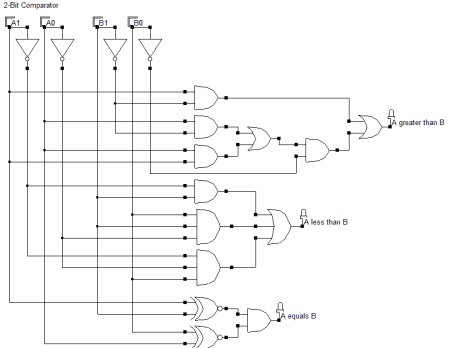 2-Bit Comparator
A1 A0 B1 B0
A greater than B
A less than B
A equals B